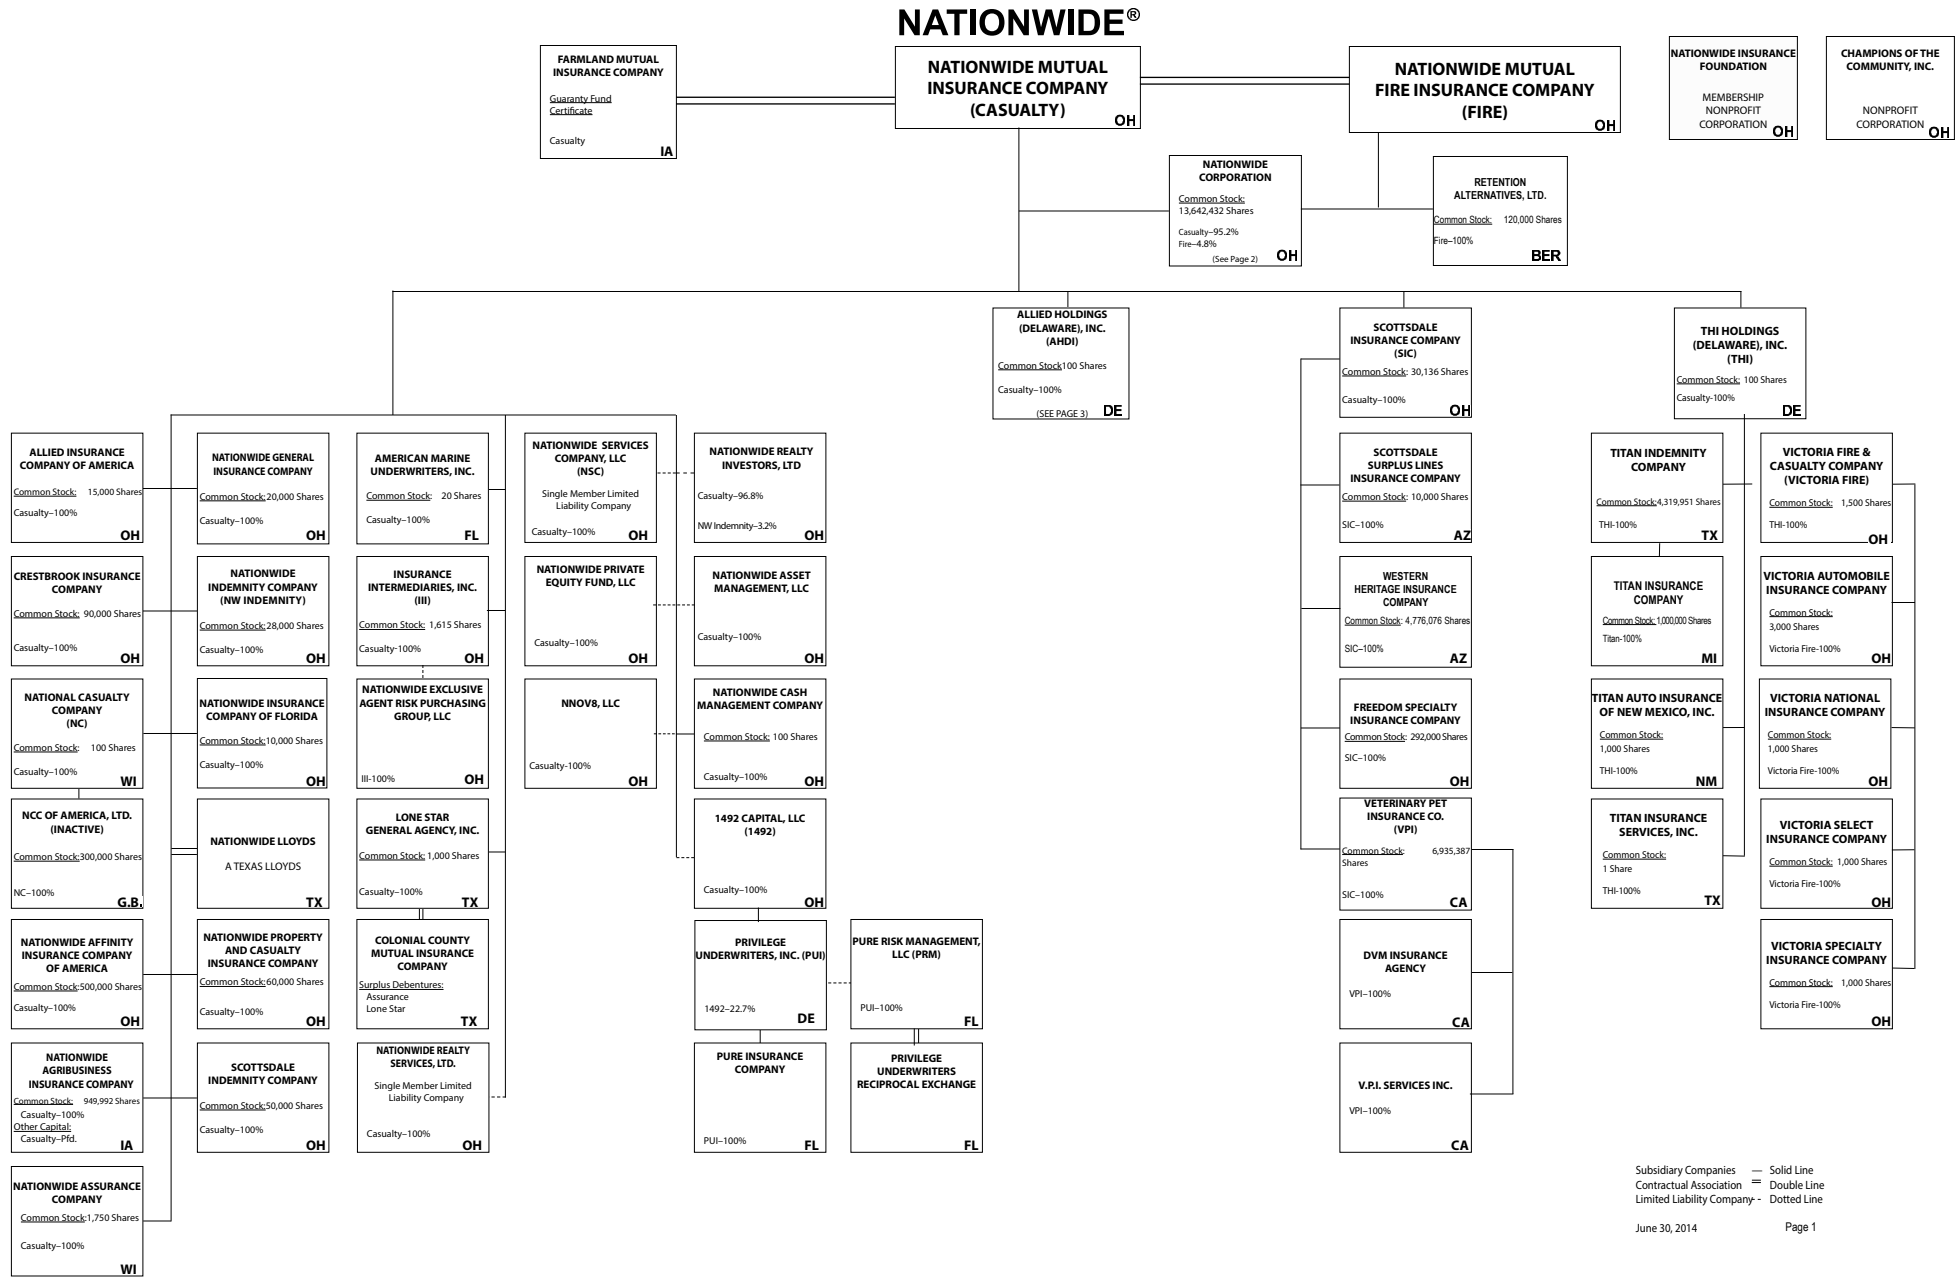 NATIONWIDE®
FARMLAND MUTUAL
INSURANCE COMPANY
Guaranty Fund
Certificate
Casualty
IA
NATIONWIDE MUTUAL
INSURANCE COMPANY
(CASUALTY)
OH
NATIONWIDE MUTUAL
FIRE INSURANCE COMPANY
(FIRE)
OH
NATIONWIDE INSURANCE
FOUNDATION
MEMBERSHIP
NONPROFIT
CORPORATION
OH
CHAMPIONS OF THE
COMMUNITY, INC.
NONPROFIT
CORPORATION
OH
NATIONWIDE
CORPORATION
Common Stock:
13,642,432 Shares
Casualty–95.2%
Fire–4.8%
(See Page 2)
OH
RETENTION
ALTERNATIVES, LTD.
Common Stock: 120,000 Shares
Fire–100%
BER
ALLIED HOLDINGS
(DELAWARE), INC.
(AHDI)
Common Stock100 Shares
Casualty–100%
(SEE PAGE 3)
DE
SCOTTSDALE
INSURANCE COMPANY
(SIC)
Common Stock: 30,136 Shares
Casualty–100%
OH
THI HOLDINGS
(DELAWARE), INC.
(THI)
Common Stock: 100 Shares
Casualty-100%
DE
ALLIED INSURANCE
COMPANY OF AMERICA
Common Stock: 15,000 Shares
Casualty–100%
OH
NATIONWIDE GENERAL
INSURANCE COMPANY
Common Stock:20,000 Shares
Casualty–100%
OH
AMERICAN MARINE
UNDERWRITERS, INC.
Common Stock: 20 Shares
Casualty–100%
FL
NATIONWIDE SERVICES
COMPANY, LLC
(NSC)
Single Member Limited
Liability Company
Casualty–100%
OH
NATIONWIDE REALTY
INVESTORS, LTD
Casualty–96.8%
NW Indemnity–3.2%
OH
SCOTTSDALE
SURPLUS LINES
INSURANCE COMPANY
Common Stock: 10,000 Shares
SIC–100%
AZ
TITAN INDEMNITY
COMPANY
Common Stock:4,319,951 Shares
THI-100%
TX
VICTORIA FIRE &
CASUALTY COMPANY
(VICTORIA FIRE)
Common Stock: 1,500 Shares
THI-100%
OH
CRESTBROOK INSURANCE
COMPANY
Common Stock: 90,000 Shares
Casualty–100%
OH
NATIONWIDE
INDEMNITY COMPANY
(NW INDEMNITY)
Common Stock:28,000 Shares
Casualty–100%
OH
INSURANCE
INTERMEDIARIES, INC.
(III)
Common Stock: 1,615 Shares
Casualty-100%
OH
NATIONWIDE PRIVATE
EQUITY FUND, LLC
Casualty–100%
OH
NATIONWIDE ASSET
MANAGEMENT, LLC
Casualty–100%
OH
WESTERN
HERITAGE INSURANCE
COMPANY
Common Stock: 4,776,076 Shares
SIC–100%
AZ
TITAN INSURANCE
COMPANY
Common Stock: 1,000,000 Shares
Titan-100%
MI
VICTORIA AUTOMOBILE
INSURANCE COMPANY
Common Stock:
3,000 Shares
Victoria Fire-100%
OH
NATIONAL CASUALTY
COMPANY
(NC)
Common Stock: 100 Shares
Casualty–100%
WI
NATIONWIDE INSURANCE
COMPANY OF FLORIDA
Common Stock:10,000 Shares
Casualty–100%
OH
NATIONWIDE EXCLUSIVE
AGENT RISK PURCHASING
GROUP, LLC
III-100%
OH
NNOV8, LLC
Casualty-100%
OH
NATIONWIDE CASH
MANAGEMENT COMPANY
Common Stock: 100 Shares
Casualty–100%
OH
FREEDOM SPECIALTY
INSURANCE COMPANY
Common Stock: 292,000 Shares
SIC–100%
OH
TITAN AUTO INSURANCE
OF NEW MEXICO, INC.
Common Stock:
1,000 Shares
THI-100%
NM
VICTORIA NATIONAL
INSURANCE COMPANY
Common Stock:
1,000 Shares
Victoria Fire-100%
OH
NCC OF AMERICA, LTD.
(INACTIVE)
Common Stock:300,000 Shares
NC–100%
G.B.
NATIONWIDE LLOYDS
A TEXAS LLOYDS
TX
LONE STAR
GENERAL AGENCY, INC.
Common Stock: 1,000 Shares
Casualty–100%
TX
1492 CAPITAL, LLC
(1492)
Casualty–100%
OH
VETERINARY PET
INSURANCE CO.
(VPI)
Common Stock: 6,935,387
Shares
SIC–100%
CA
TITAN INSURANCE
SERVICES, INC.
Common Stock:
1 Share
THI-100%
TX
VICTORIA SELECT
INSURANCE COMPANY
Common Stock: 1,000 Shares
Victoria Fire-100%
OH
NATIONWIDE AFFINITY
INSURANCE COMPANY
OF AMERICA
Common Stock:500,000 Shares
Casualty–100%
OH
NATIONWIDE PROPERTY
AND CASUALTY
INSURANCE COMPANY
Common Stock:60,000 Shares
Casualty–100%
OH
COLONIAL COUNTY
MUTUAL INSURANCE
COMPANY
Surplus Debentures:
Assurance
Lone Star
TX
PRIVILEGE
UNDERWRITERS, INC. (PUI)
1492–22.7%
DE
PURE RISK MANAGEMENT,
LLC (PRM)
PUI–100%
FL
DVM INSURANCE
AGENCY
VPI–100%
CA
VICTORIA SPECIALTY
INSURANCE COMPANY
Common Stock: 1,000 Shares
Victoria Fire-100%
OH
NATIONWIDE
AGRIBUSINESS
INSURANCE COMPANY
Common Stock: 949,992 Shares
Casualty–100%
Other Capital:
Casualty–Pfd.
IA
SCOTTSDALE
INDEMNITY COMPANY
Common Stock:50,000 Shares
Casualty–100%
OH
NATIONWIDE REALTY
SERVICES, LTD.
Single Member Limited
Liability Company
Casualty–100%
OH
PURE INSURANCE
COMPANY
PUI–100%
FL
PRIVILEGE
UNDERWRITERS
RECIPROCAL EXCHANGE
FL
V.P.I. SERVICES INC.
VPI–100%
CA
NATIONWIDE ASSURANCE
COMPANY
Common Stock:1,750 Shares
Casualty–100%
WI
Subsidiary Companies — Solid Line
Contractual Association = Double Line
Limited Liability Company- - Dotted Line
June 30, 2014 Page 1